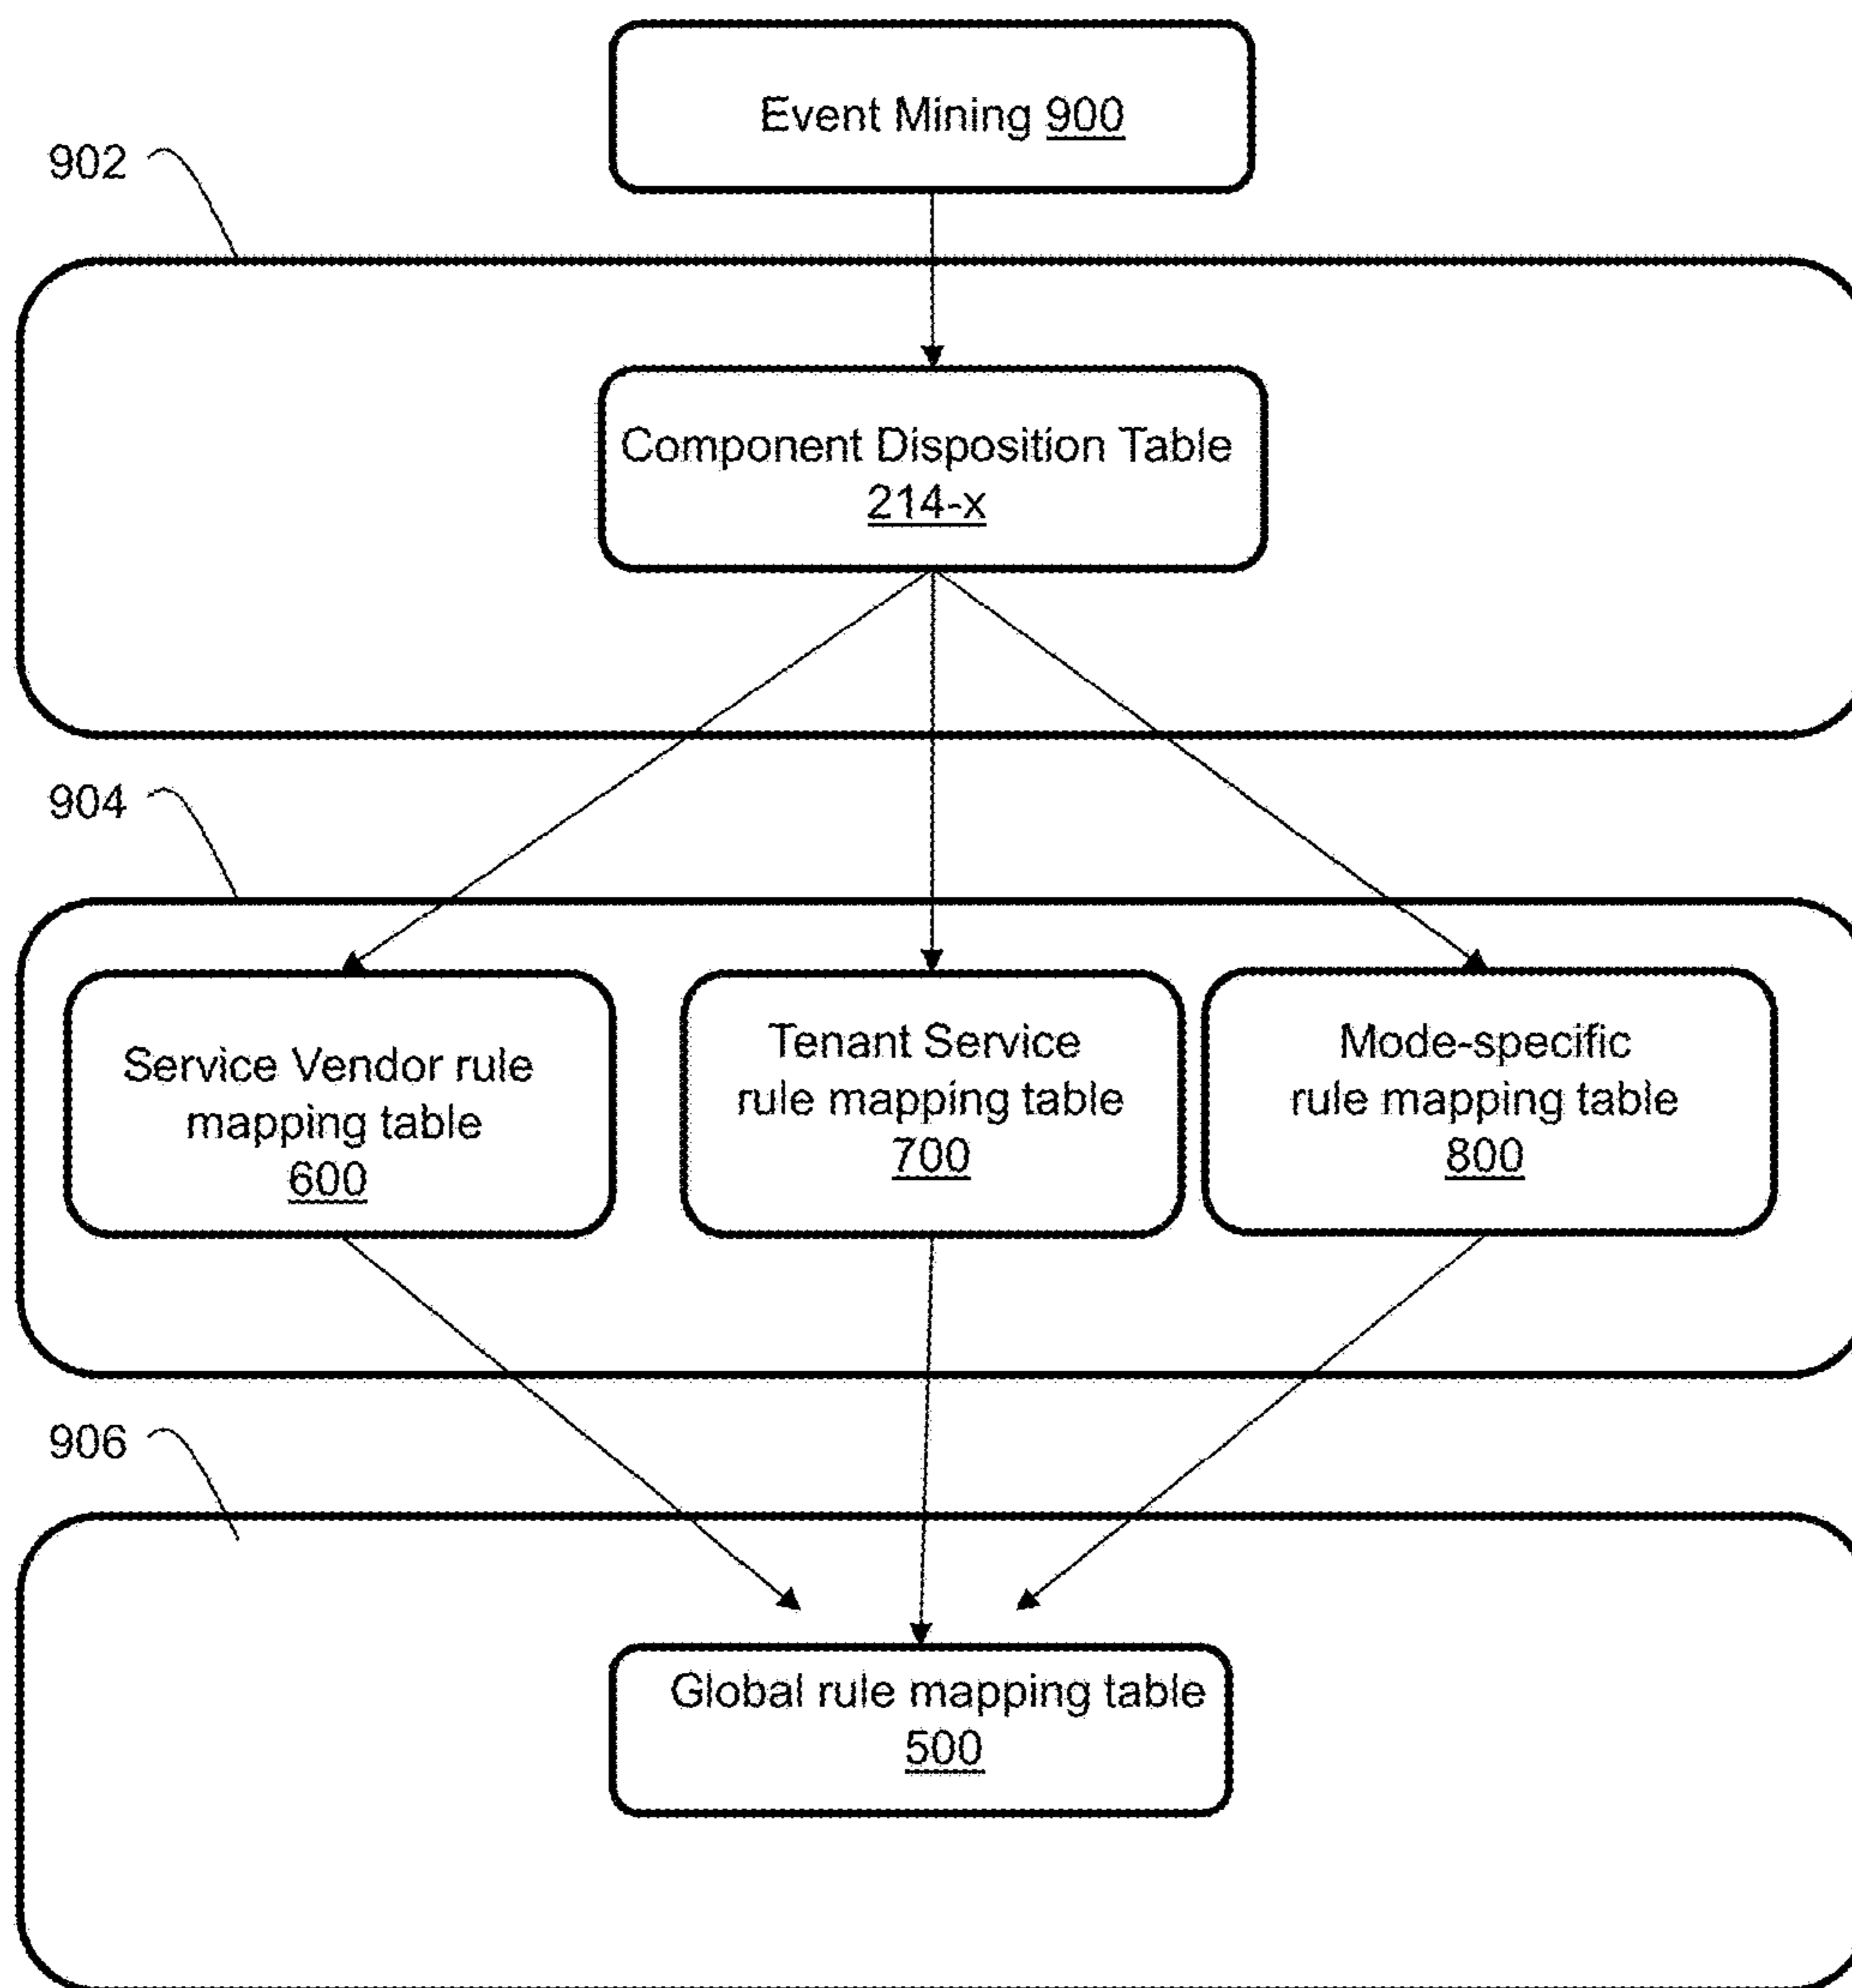 Event Mining 900
902
Component Disposition Table
214-x
904
Service Vendor rule
mapping table
600
Tenant Service
rule mapping table
700
Mode-specific
rule mapping table
800
906
Global rule mapping table
500